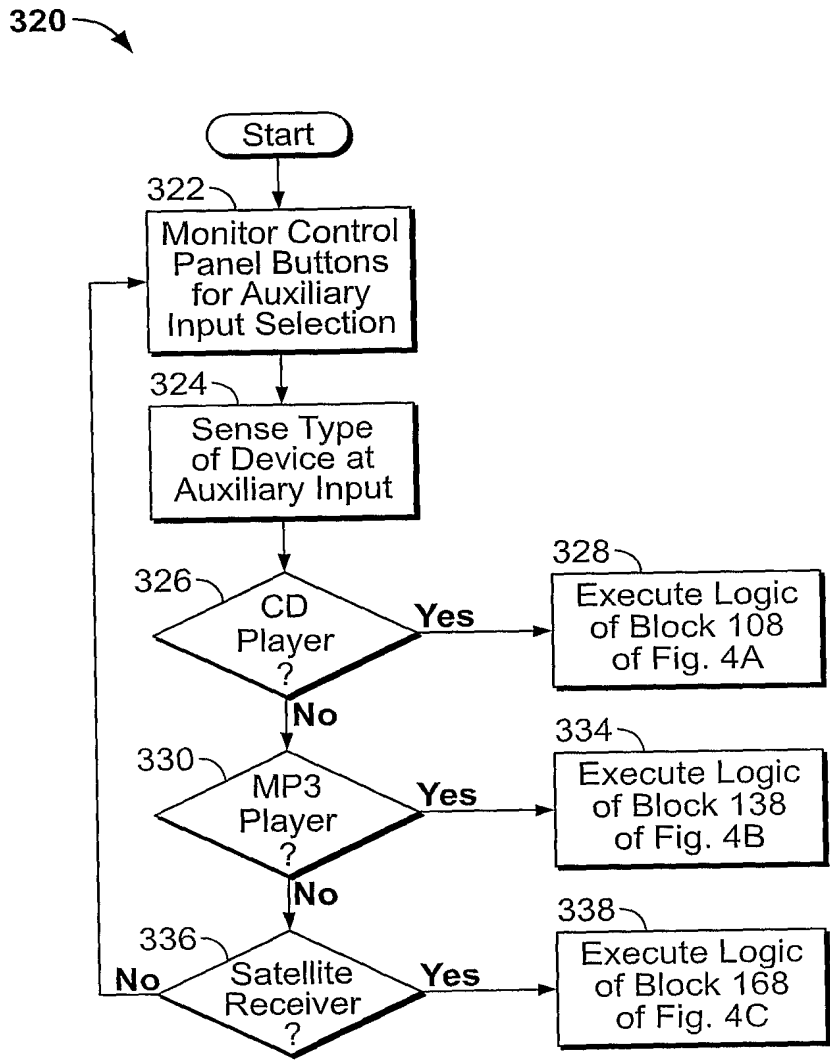 320
Start
322
Monitor Control
Panel Buttons
for Auxiliary
Input Selection
324
Sense Type
of Device at
Auxiliary Input
326
CD
Player
?
Yes
328
Execute Logic
of Block 108
of Fig. 4A
No
330
MP3
Player
?
Yes
334
Execute Logic
of Block 138
of Fig. 4B
No
336
Satellite
Receiver
?
No
Yes
338
Execute Logic
of Block 168
of Fig. 4C